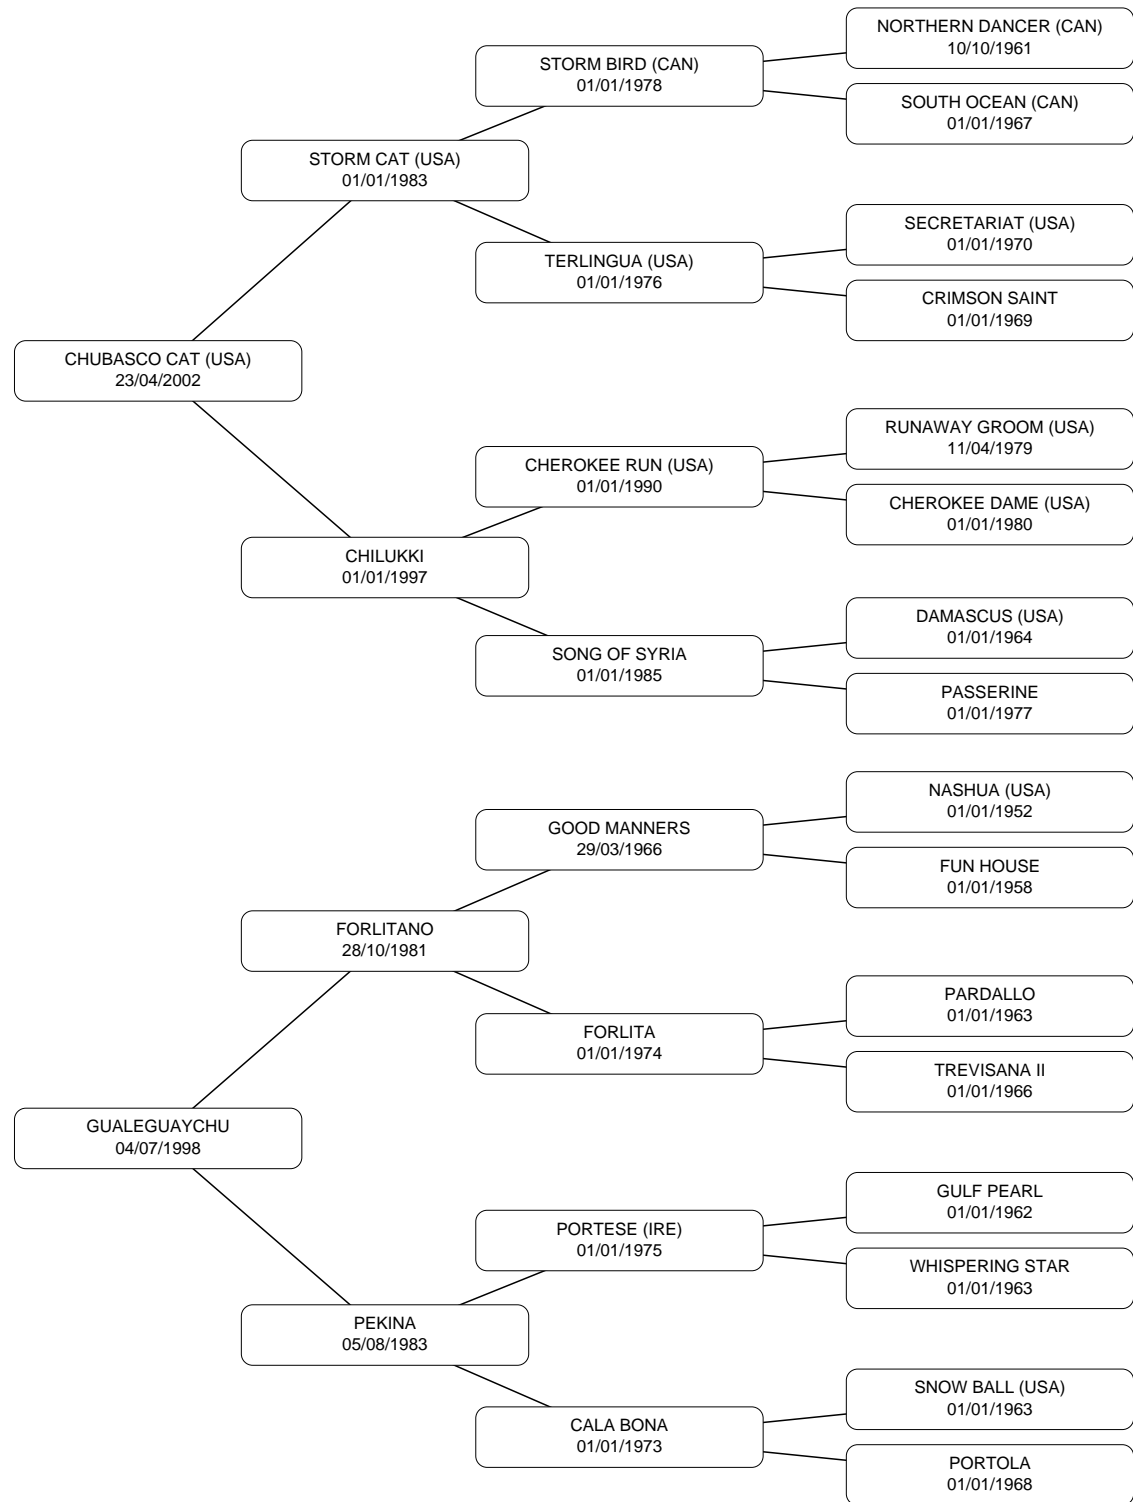 NORTHERN DANCER (CAN)
10/10/1961
STORM BIRD (CAN)
01/01/1978
SOUTH OCEAN (CAN)
01/01/1967
STORM CAT (USA)
01/01/1983
SECRETARIAT (USA)
01/01/1970
TERLINGUA (USA)
01/01/1976
CRIMSON SAINT
01/01/1969
CHUBASCO CAT (USA)
23/04/2002
RUNAWAY GROOM (USA)
11/04/1979
CHEROKEE RUN (USA)
01/01/1990
CHEROKEE DAME (USA)
01/01/1980
CHILUKKI
01/01/1997
DAMASCUS (USA)
01/01/1964
SONG OF SYRIA
01/01/1985
PASSERINE
01/01/1977
NASHUA (USA)
01/01/1952
GOOD MANNERS
29/03/1966
FUN HOUSE
01/01/1958
FORLITANO
28/10/1981
PARDALLO
01/01/1963
FORLITA
01/01/1974
TREVISANA II
01/01/1966
GUALEGUAYCHU
04/07/1998
GULF PEARL
01/01/1962
PORTESE (IRE)
01/01/1975
WHISPERING STAR
01/01/1963
PEKINA
05/08/1983
SNOW BALL (USA)
01/01/1963
CALA BONA
01/01/1973
PORTOLA
01/01/1968